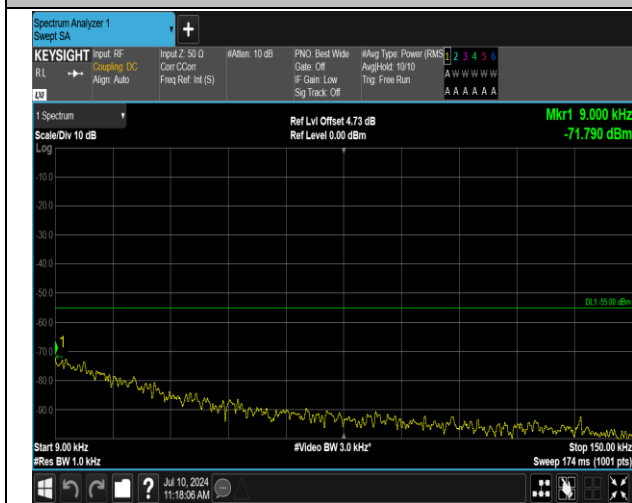 Spectrum Analyzer 1
Swept SA
+
KEYSIGHT
RL
LXI
Input: RF
Coupling: DC
Align: Auto
Input Z: 50 Ω
Corr CCorr
Freq Ref: Int (S)
#Atten: 10 dB
PNO: Best Wide
Gate: Off
IF Gain: Low
Sig Track: Off
#Avg Type: Power (RMS
Avg|Hold: 10/10
Trig: Free Run
1 2 3 4 5 6
A W W W W W
A A A A A A
1 Spectrum
Scale/Div 10 dB
Ref Lvl Offset 4.73 dB
Ref Level 0.00 dBm
Mkr1 9.000 kHz
-71.790 dBm
Log
-10.0
-20.0
-30.0
-40.0
-50.0
DL1 -55.00 dBm
-60.0
1
-70.0
-80.0
-90.0
Start 9.00 kHz
#Res BW 1.0 kHz
#Video BW 3.0 kHz*
Stop 150.00 kHz
Sweep 174 ms (1001 pts)
?
Jul 10, 2024
11:18:06 AM